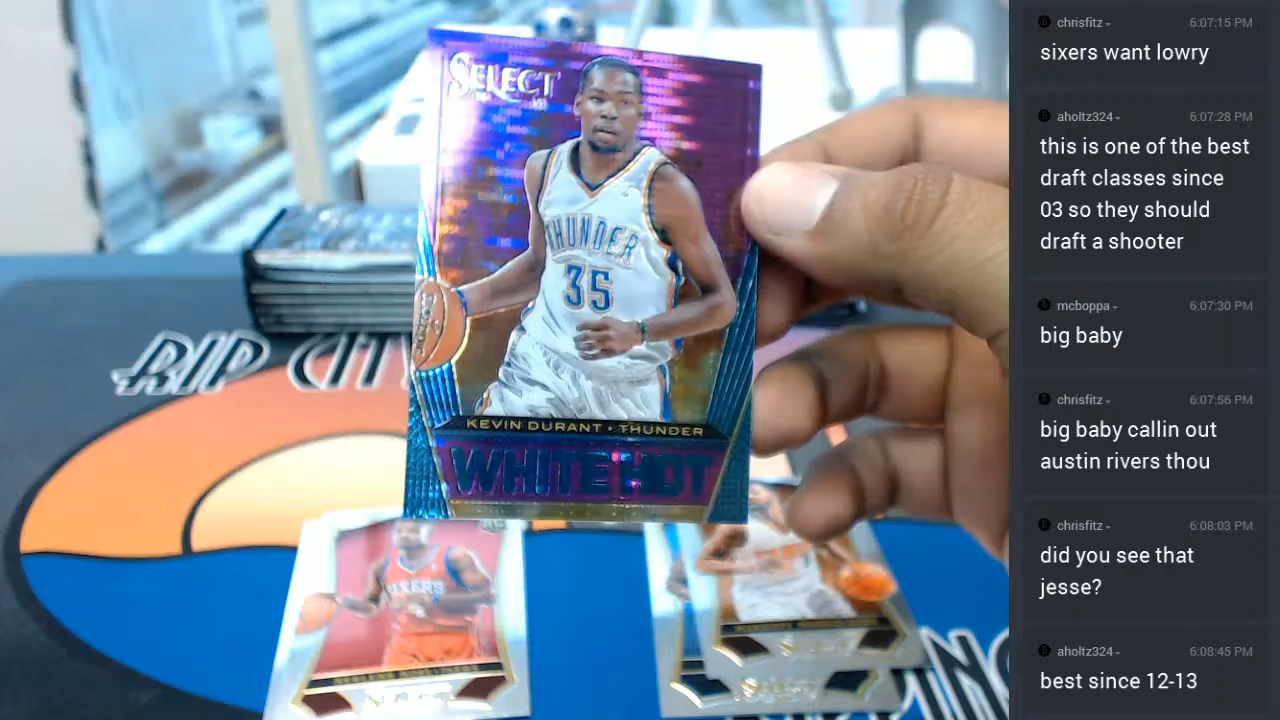 SELECT
THUNDER
35
KEVIN DURANT • THUNDER
WHITE HOT
RIP CITY
SELECT
chrisfitz
6:07:15 PM
sixers want lowry
aholtz324
6:07:28 PM
this is one of the best
draft classes since
03 so they should
draft a shooter
mcboppa
6:07:30 PM
big baby
chrisfitz
6:07:56 PM
big baby callin out
austin rivers thou
chrisfitz
6:08:03 PM
did you see that
jesse?
aholtz324
6:08:45 PM
best since 12-13